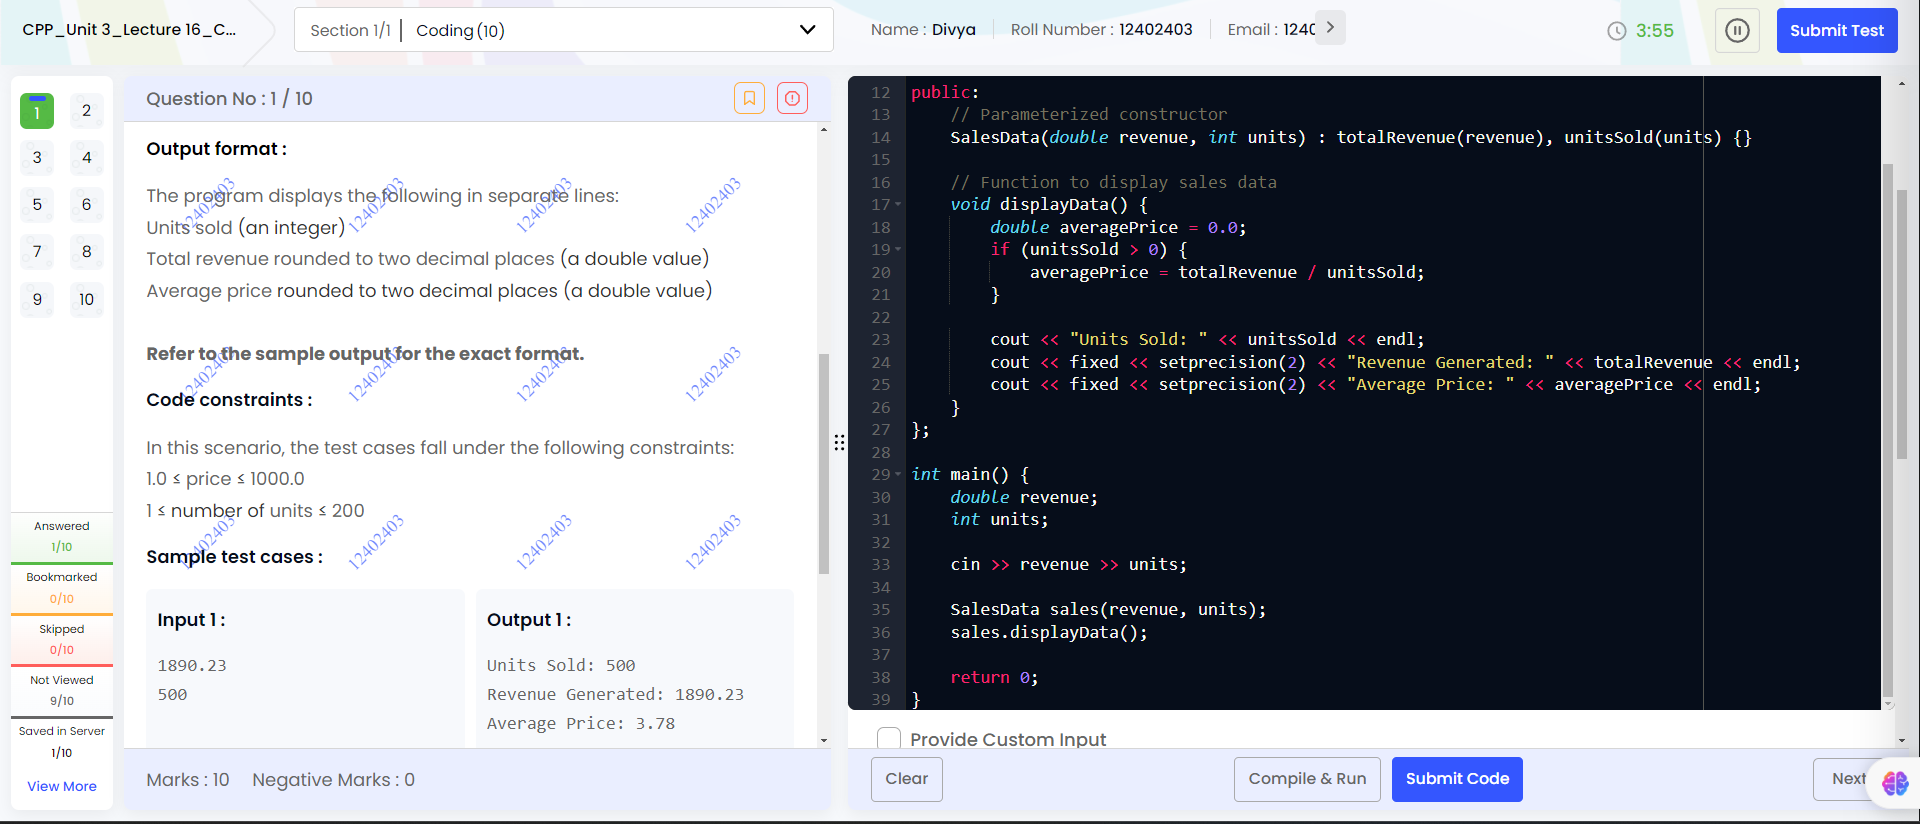 CPP_Unit 3_Lecture 16_C...
Section 1/1 | Coding (10)
Name : Divya
Roll Number : 12402403
Email : 1240
3:55
Submit Test
1
2
3
4
5
6
7
8
9
10
Answered
1/10
Bookmarked
0/10
Skipped
0/10
Not Viewed
9/10
Saved in Server
1/10
View More
Question No : 1 / 10
Output format :
The program displays the following in separate lines:
Units sold (an integer)
Total revenue rounded to two decimal places (a double value)
Average price rounded to two decimal places (a double value)
Refer to the sample output for the exact format.
Code constraints :
In this scenario, the test cases fall under the following constraints:
1.0 ≤ price ≤ 1000.0
1 ≤ number of units ≤ 200
Sample test cases :
Input 1 :
1890.23
500
Output 1 :
Units Sold: 500
Revenue Generated: 1890.23
Average Price: 3.78
12402403 12402403 12402403 12402403
12402403 12402403 12402403 12402403
12402403 12402403 12402403 12402403
Marks : 10 Negative Marks : 0
12 public:
13     // Parameterized constructor
14     SalesData(double revenue, int units) : totalRevenue(revenue), unitsSold(units) {}
15
16     // Function to display sales data
17     void displayData() {
18         double averagePrice = 0.0;
19         if (unitsSold > 0) {
20             averagePrice = totalRevenue / unitsSold;
21         }
22
23         cout << "Units Sold: " << unitsSold << endl;
24         cout << fixed << setprecision(2) << "Revenue Generated: " << totalRevenue << endl;
25         cout << fixed << setprecision(2) << "Average Price: " << averagePrice << endl;
26     }
27 };
28
29 int main() {
30     double revenue;
31     int units;
32
33     cin >> revenue >> units;
34
35     SalesData sales(revenue, units);
36     sales.displayData();
37
38     return 0;
39 }
Provide Custom Input
Clear
Compile & Run
Submit Code
Next